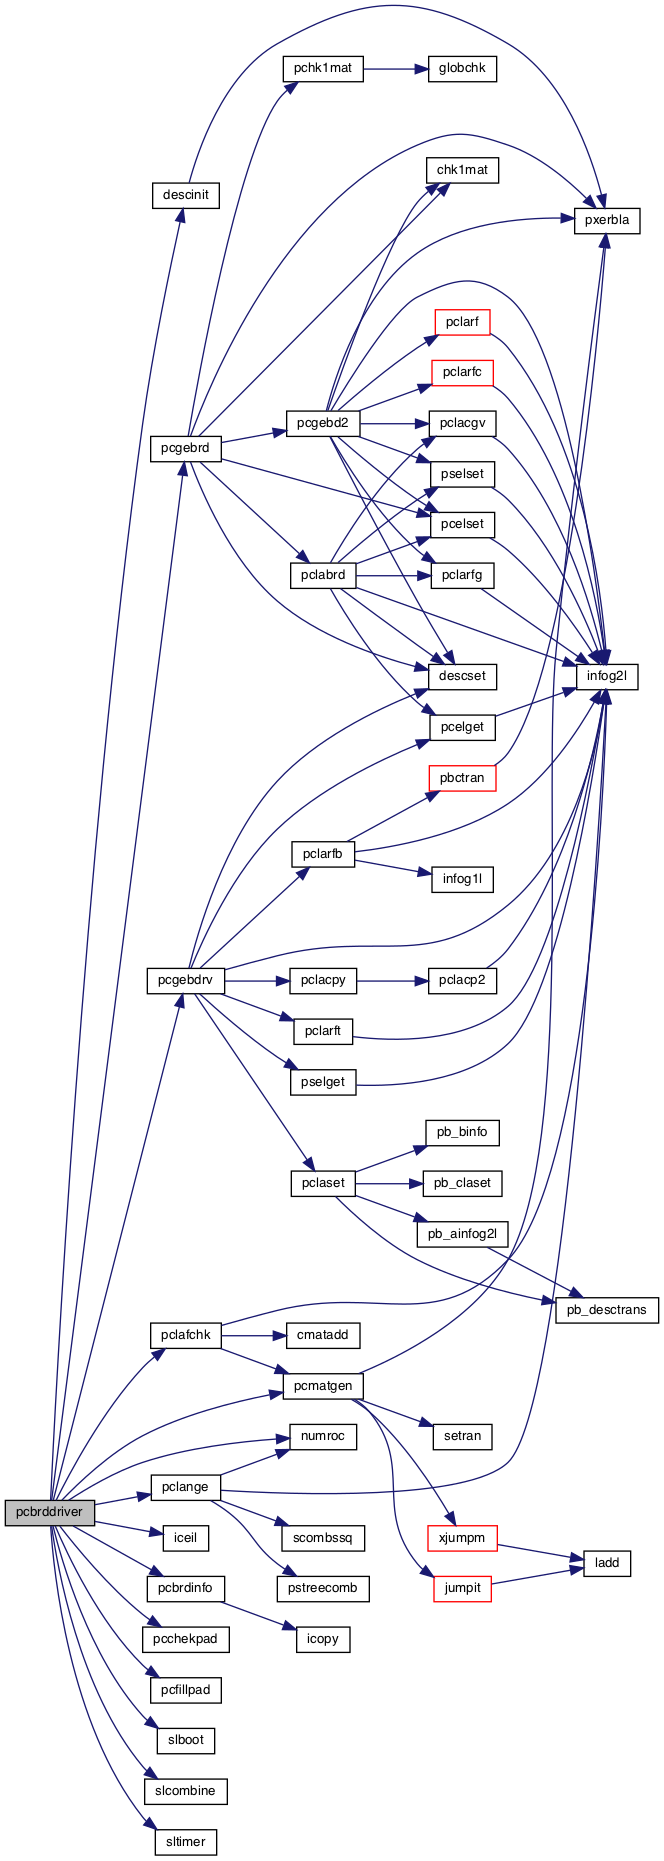 pchk1mat
globchk
chk1mat
descinit
pxerbla
pclarf
pclarfc
pcgebd2
pclacgv
pcgebrd
pselset
pcelset
pclabrd
pclarfg
descset
infog2l
pcelget
pbctran
pclarfb
infog1l
pcgebdrv
pclacpy
pclacp2
pclarft
pselget
pb_binfo
pclaset
pb_claset
pb_ainfog2l
pb_desctrans
pclafchk
cmatadd
pcmatgen
numroc
setran
pclange
pcbrddriver
iceil
scombssq
xjumpm
ladd
pcbrdinfo
pstreecomb
jumpit
pcchekpad
icopy
pcfillpad
slboot
slcombine
sltimer